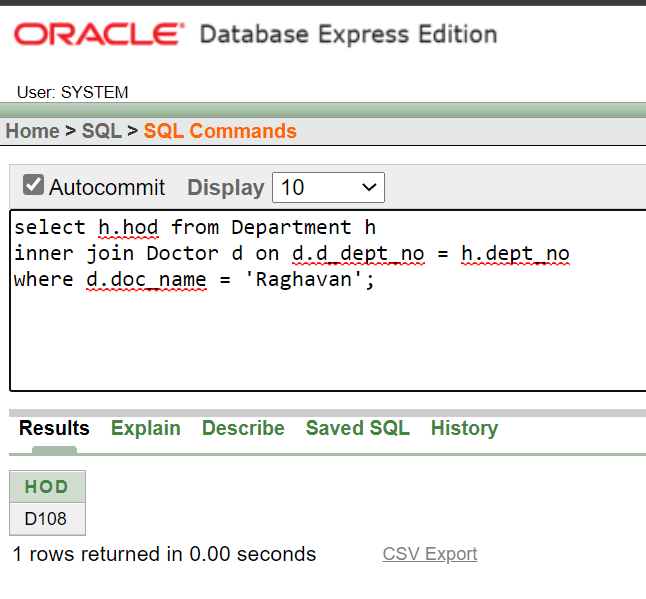 ORACLE® Database Express Edition
User: SYSTEM
Home > SQL > SQL Commands
Autocommit Display 10
select h.hod from Department h
inner join Doctor d on d.d_dept_no = h.dept_no
where d.doc_name = 'Raghavan';
Results Explain Describe Saved SQL History
HOD
D108
1 rows returned in 0.00 seconds CSV Export